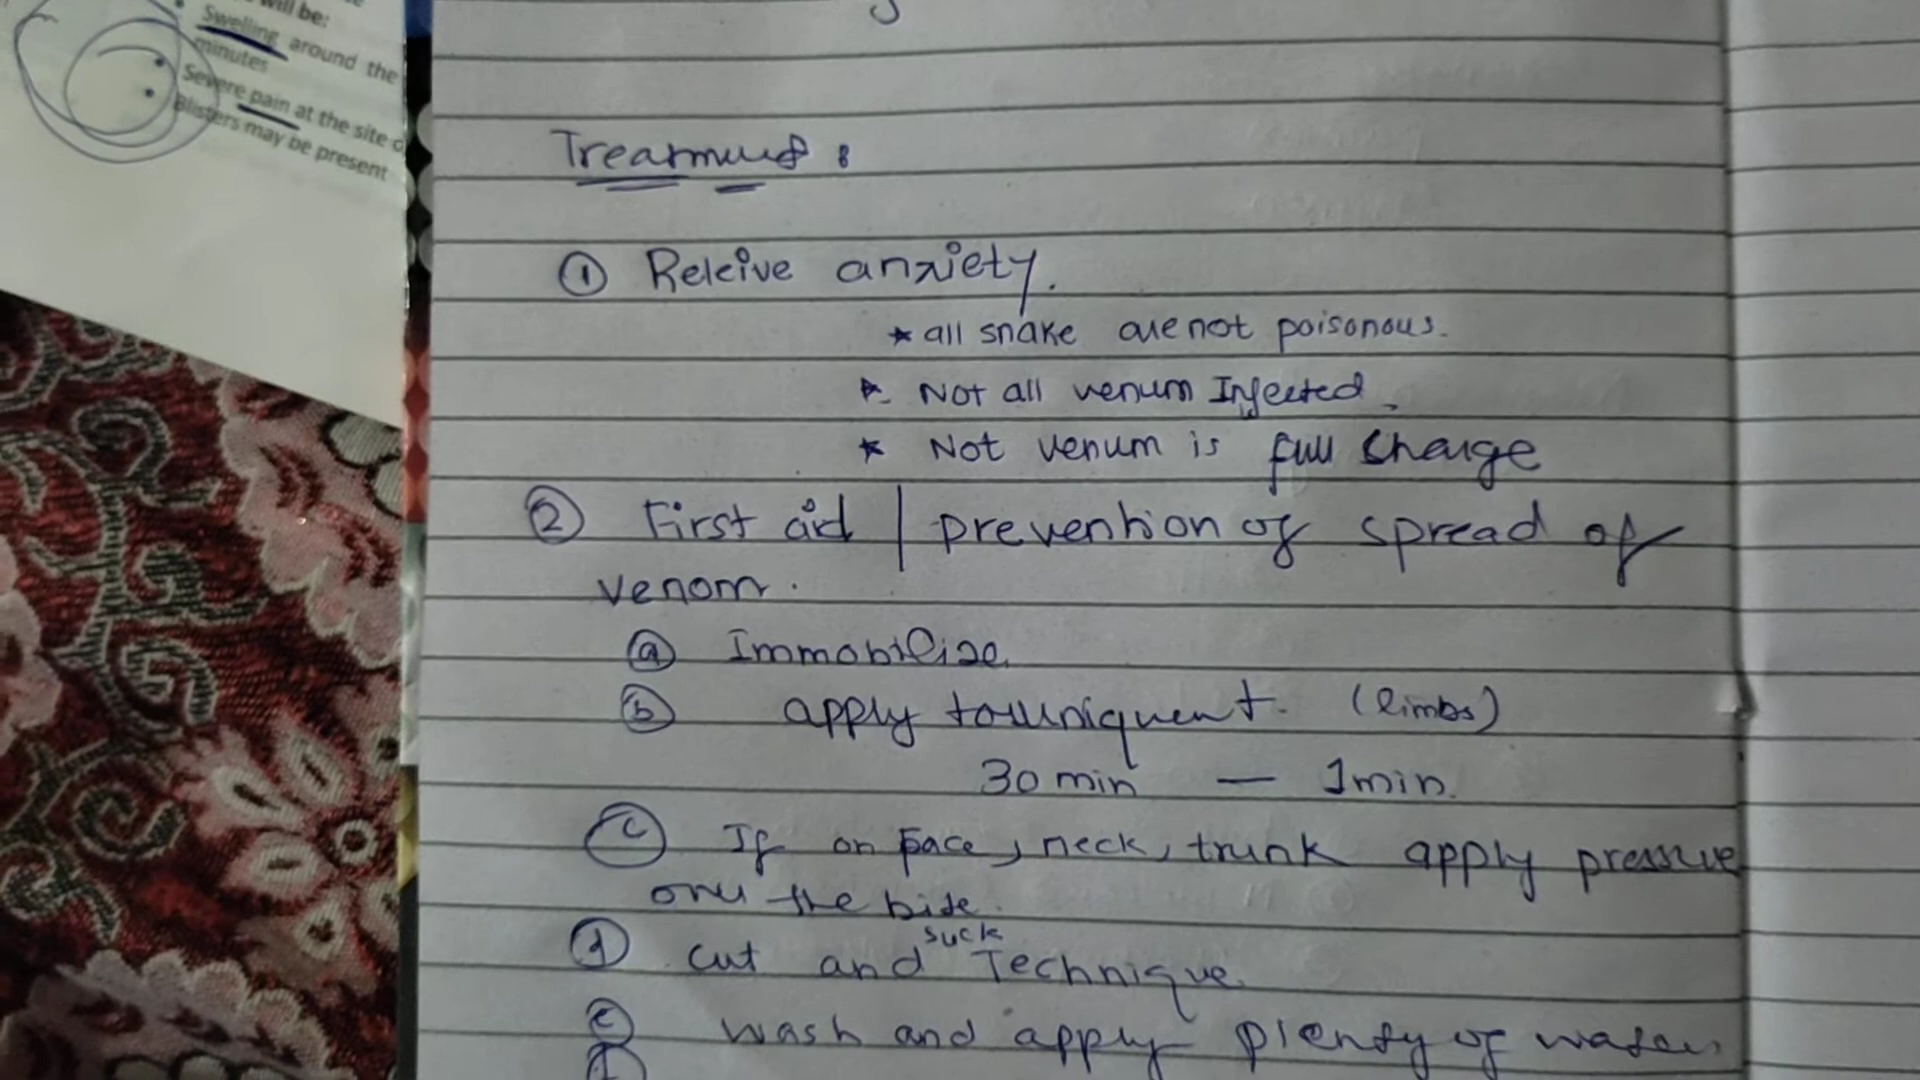 will be:
Swelling around the
minutes
Severe pain at the site
Blisters may be present
Treatment :
① Releive anxiety.
* all snake are not poisonous.
* Not all venum Injected.
* Not venum is full Charge
② First aid | prevention of spread of
venom.
ⓐ Immobilize.
ⓑ apply (limbs)
30 min — 1min.
ⓒ If on face, neck, trunk apply pressure
over the bite.
ⓓ cut and suck Technique.
ⓔ wash and apply plenty of water.